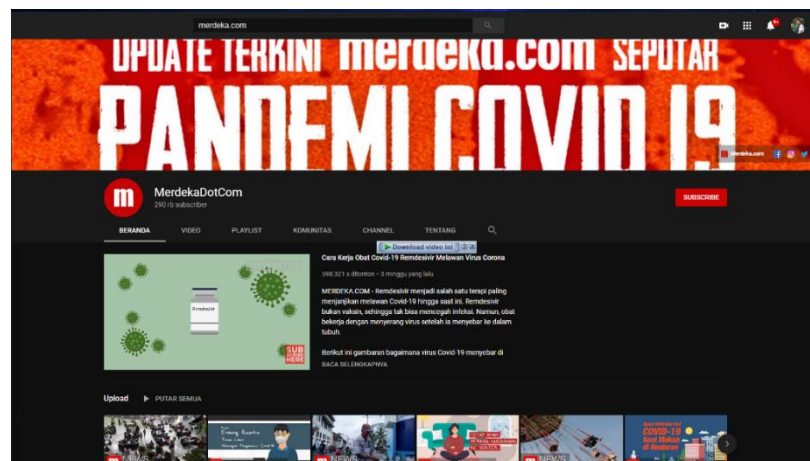 merdeka.com
UPDATE TERKINI merdeka.com SEPUTAR
PANDEMI COVID 19
merdeka.com
m
MerdekaDotCom
290 rb subscriber
SUBSCRIBE
BERANDA VIDEO PLAYLIST KOMUNITAS CHANNEL TENTANG
Download video ini
Cara Kerja Obat Covid-19 Remdesivir Melawan Virus Corona
598.321 x ditonton • 3 minggu yang lalu
MERDEKA.COM - Remdesivir menjadi salah satu terapi paling
menjanjikan melawan Covid-19 hingga saat ini. Remdesivir
bukan vaksin, sehingga tak bisa mencegah infeksi. Namun, obat
bekerja dengan menyerang virus setelah ia menyebar ke dalam
tubuh.
Berikut ini gambaran bagaimana virus Covid-19 menyebar di
BACA SELENGKAPNYA
Remdesivir
SUB
SCRIBE
HERE
Upload PUTAR SEMUA
NEWS
NEWS
NEWS
COVID-19
Saat Makan
di Restoran